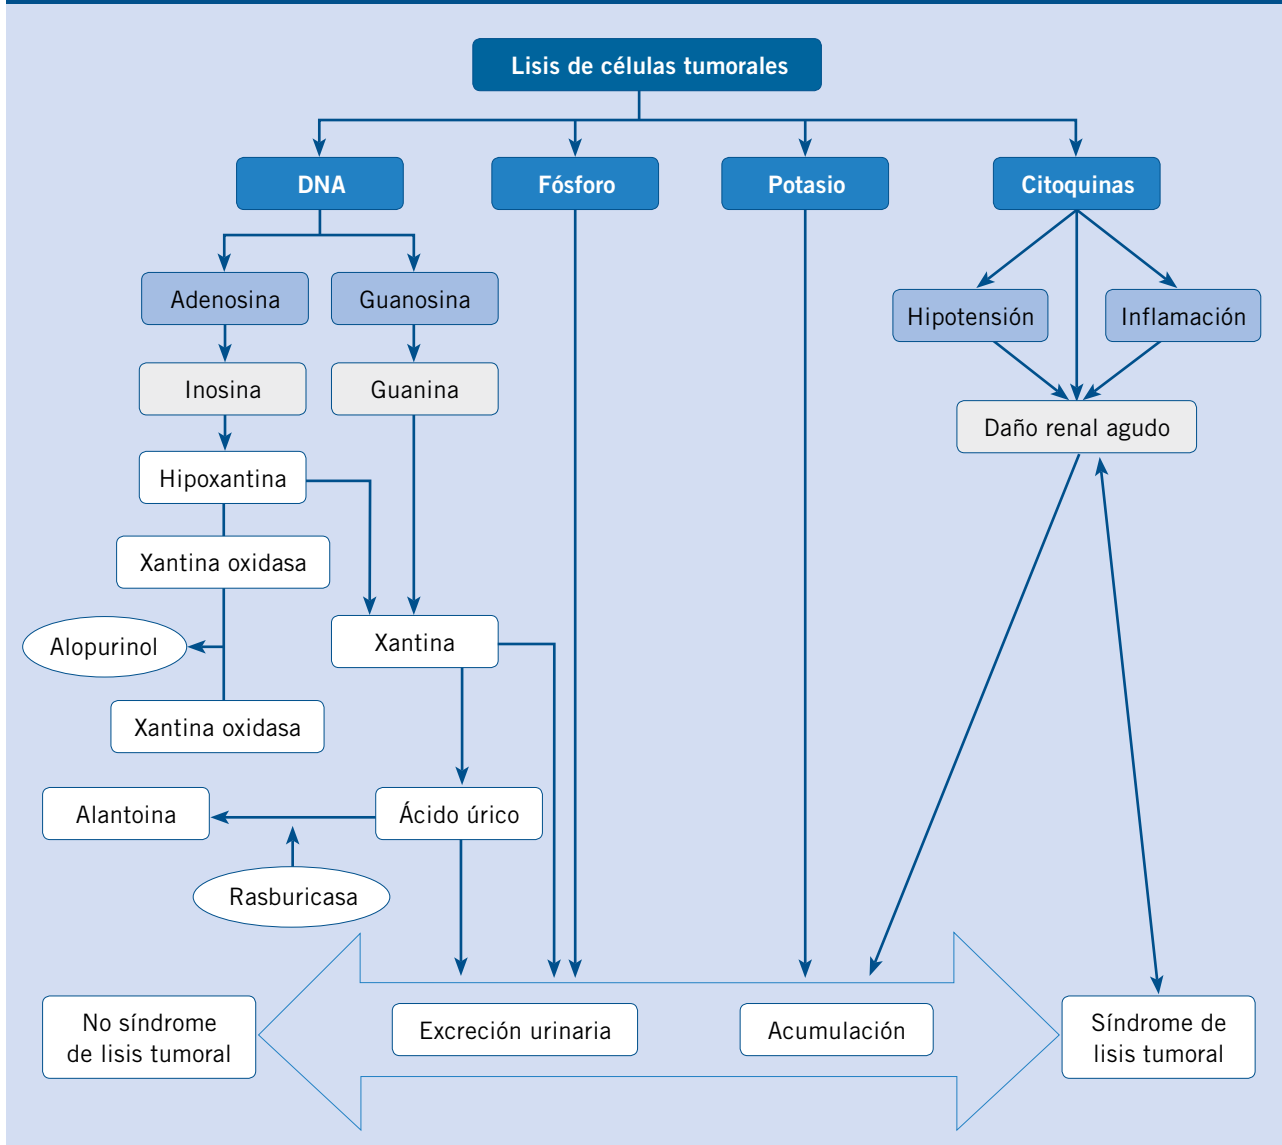 Lisis de células tumorales
DNA
Fósforo
Potasio
Citoquinas
Adenosina
Guanosina
Hipotensión
Inflamación
Inosina
Guanina
Daño renal agudo
Hipoxantina
Xantina oxidasa
Alopurinol
Xantina
Xantina oxidasa
Alantoina
Ácido úrico
Rasburicasa
No síndrome
de lisis tumoral
Excreción urinaria
Acumulación
Síndrome de
lisis tumoral